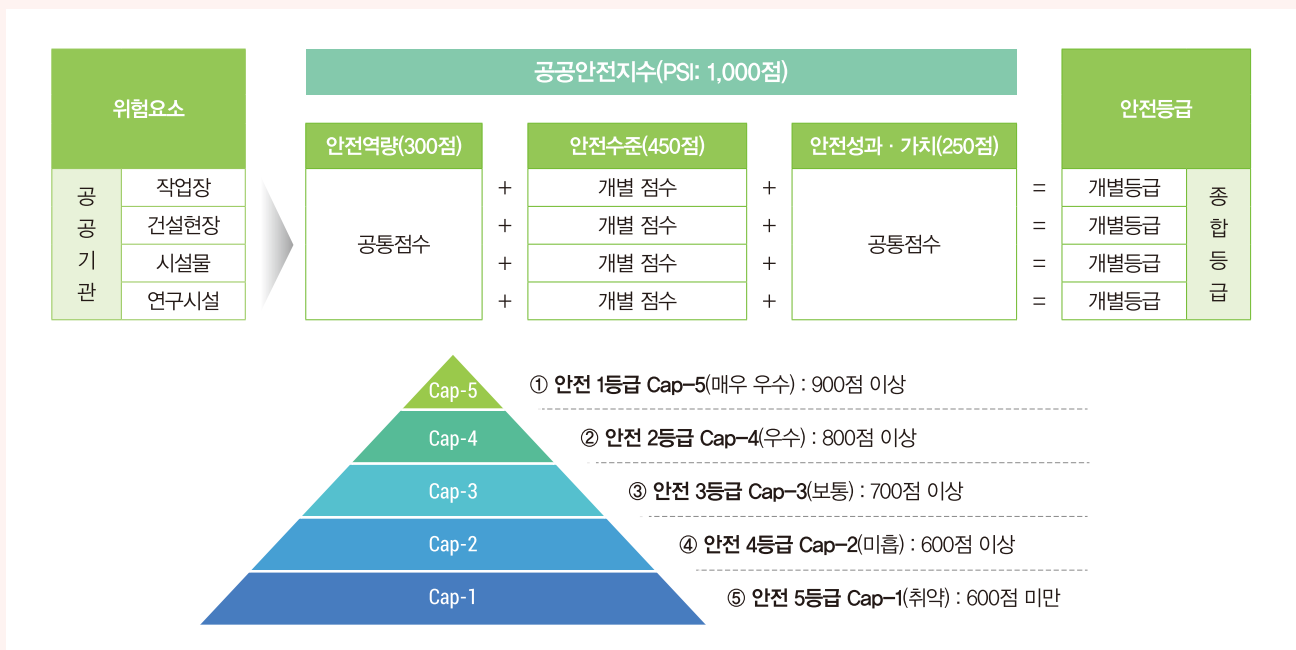 공공안전지수(PSI: 1,000점)
위험요소
안전등급
안전역량(300점)
안전수준(450점)
안전성과 · 가치(250점)
공공기관
작업장
건설현장
시설물
연구시설
공통점수
+ 개별 점수 +
+ 개별 점수 +
+ 개별 점수 +
+ 개별 점수 +
공통점수
= 개별등급
= 개별등급
= 개별등급
= 개별등급
종합등급
Cap-5
① 안전 1등급 Cap-5(매우 우수) : 900점 이상
Cap-4
② 안전 2등급 Cap-4(우수) : 800점 이상
Cap-3
③ 안전 3등급 Cap-3(보통) : 700점 이상
Cap-2
④ 안전 4등급 Cap-2(미흡) : 600점 이상
Cap-1
⑤ 안전 5등급 Cap-1(취약) : 600점 미만